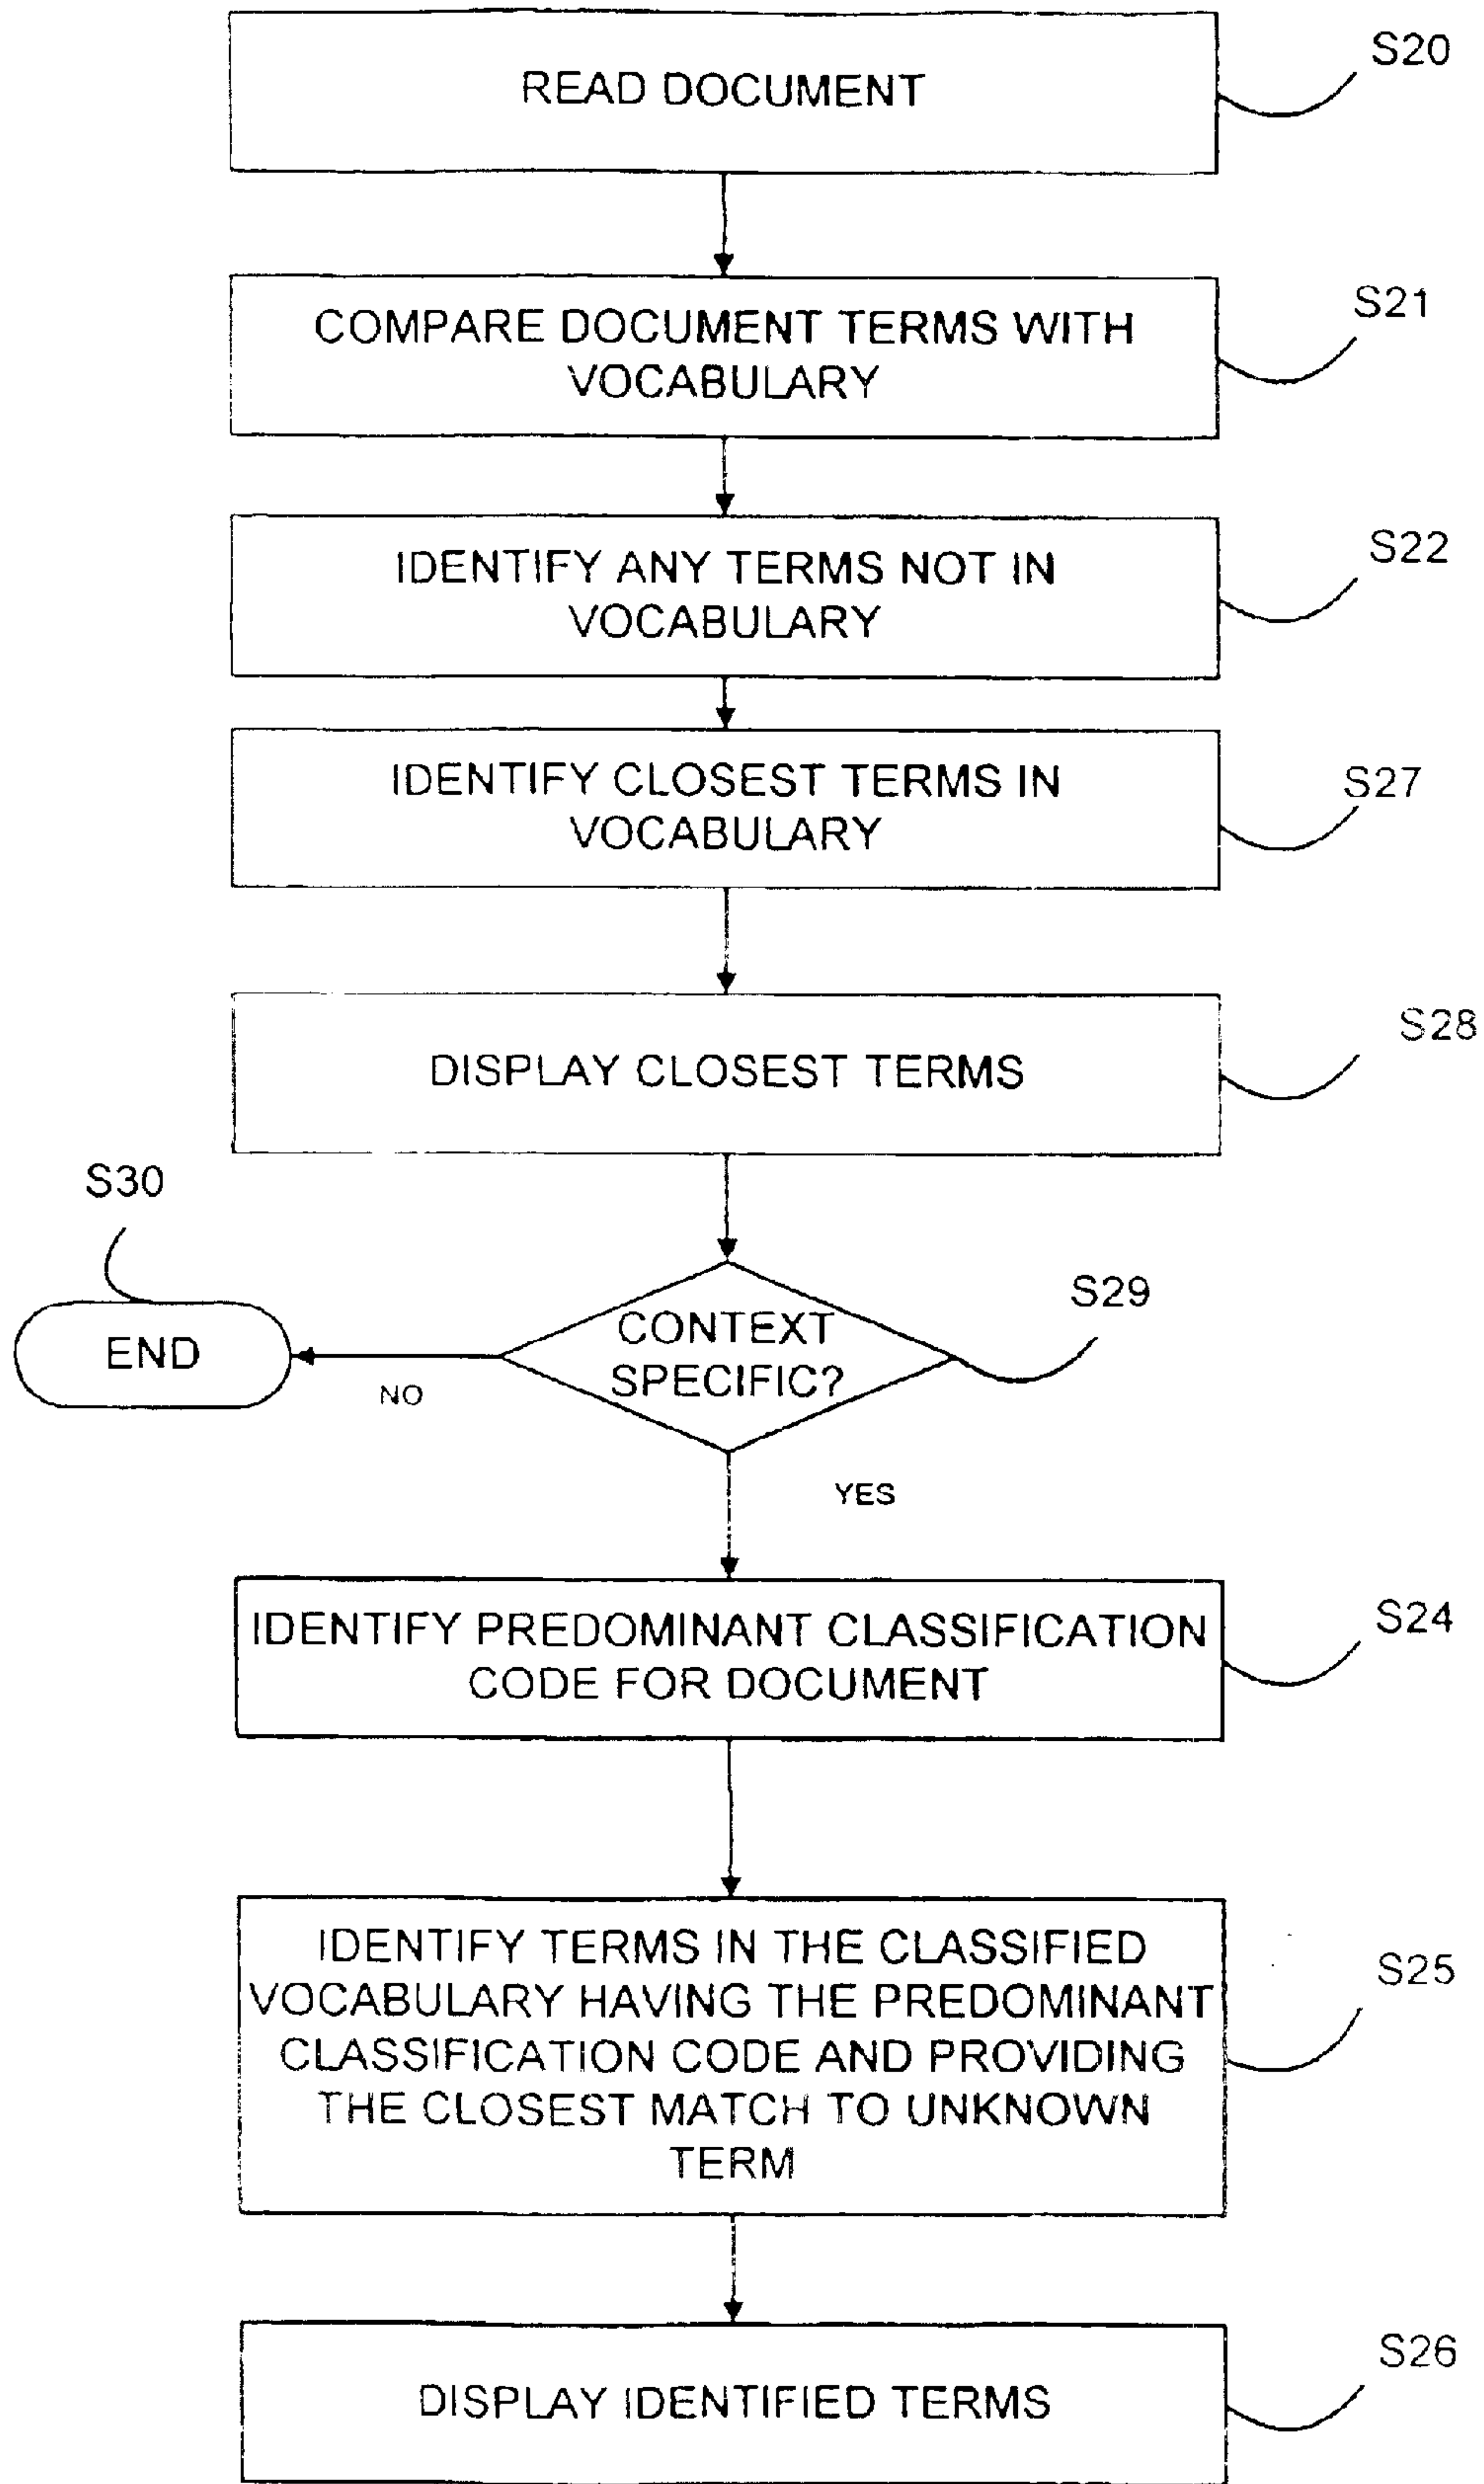 READ DOCUMENT
S20
COMPARE DOCUMENT TERMS WITH
VOCABULARY
S21
IDENTIFY ANY TERMS NOT IN
VOCABULARY
S22
IDENTIFY CLOSEST TERMS IN
VOCABULARY
S27
DISPLAY CLOSEST TERMS
S28
S30
END
NO
CONTEXT
SPECIFIC?
S29
YES
IDENTIFY PREDOMINANT CLASSIFICATION
CODE FOR DOCUMENT
S24
IDENTIFY TERMS IN THE CLASSIFIED
VOCABULARY HAVING THE PREDOMINANT
CLASSIFICATION CODE AND PROVIDING
THE CLOSEST MATCH TO UNKNOWN
TERM
S25
DISPLAY IDENTIFIED TERMS
S26